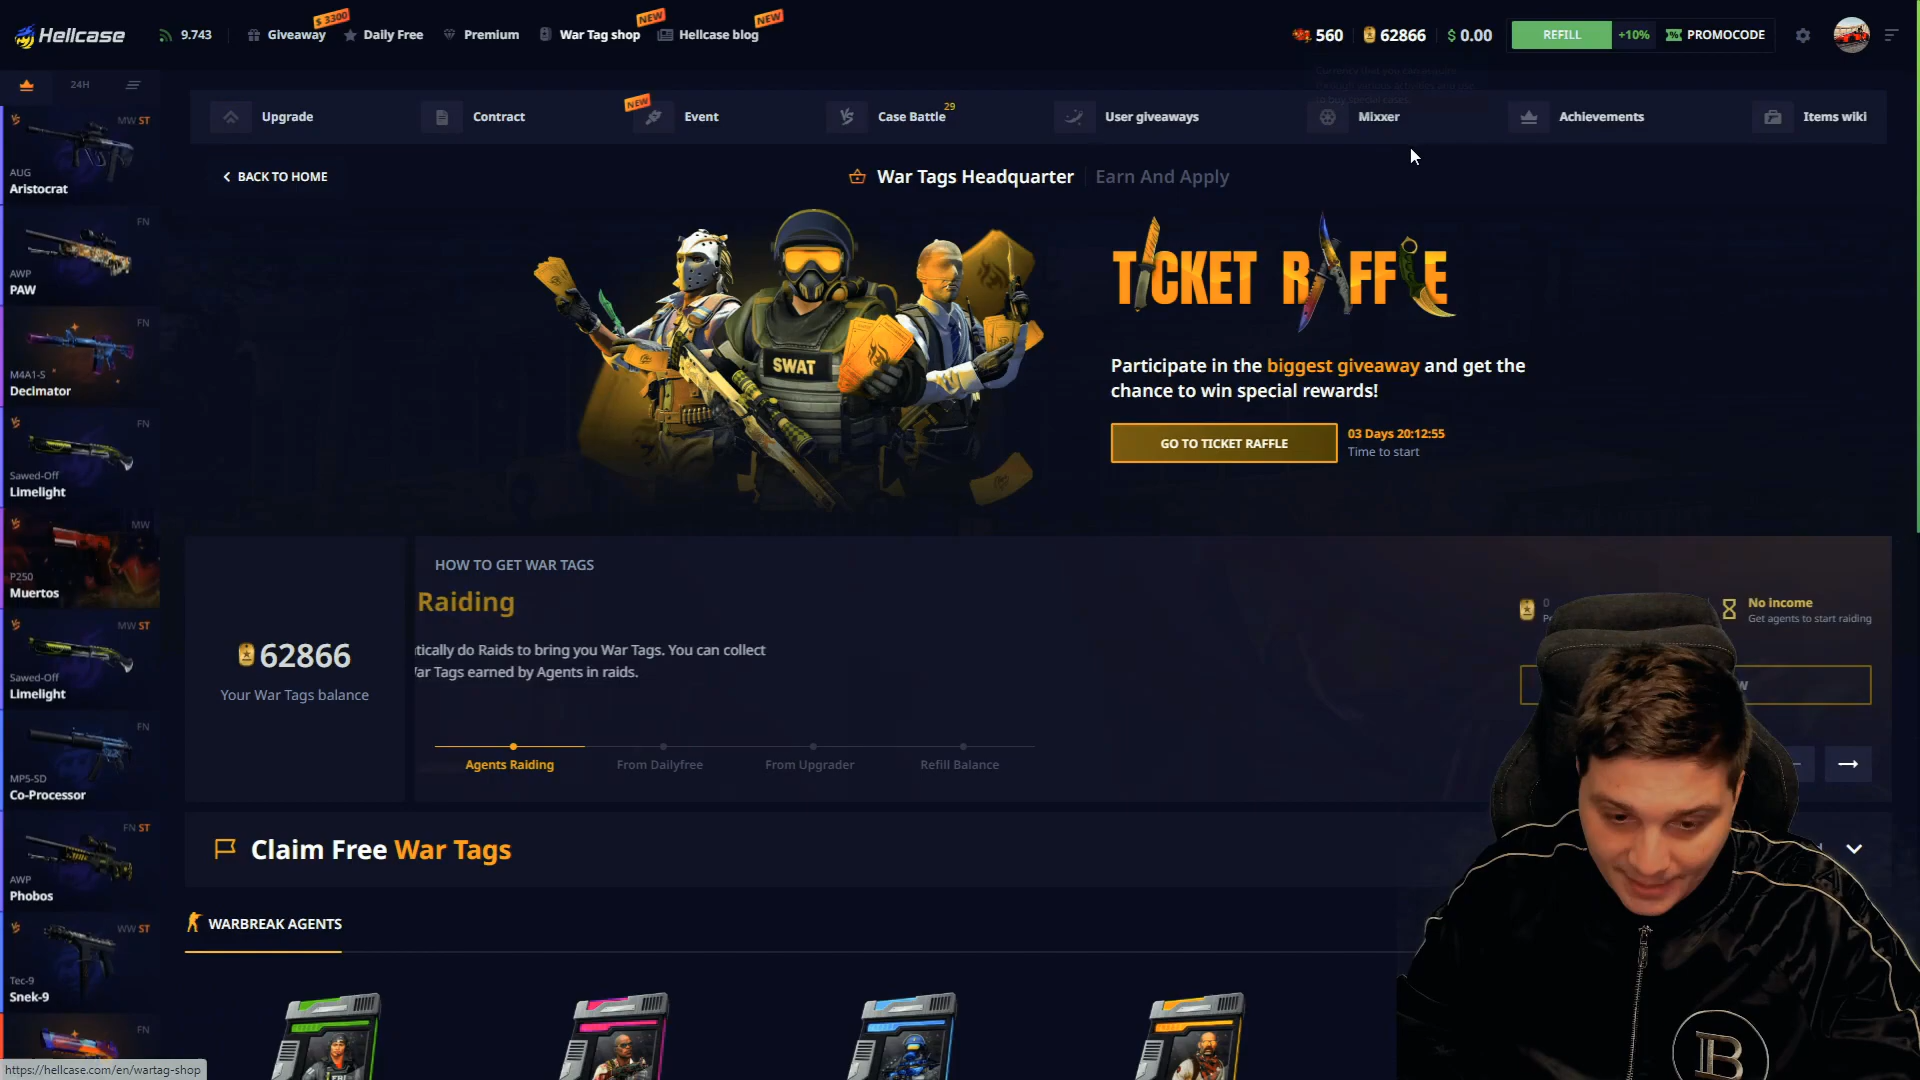 Hellcase
9.743
Giveaway
$ 3300
Daily Free
Premium
War Tag shop
NEW
Hellcase blog
NEW
560
62866
$ 0.00
REFILL
+10%
PROMOCODE
24H
Upgrade
Contract
NEW
Event
Case Battle
29
User giveaways
Mixxer
Achievements
Items wiki
BACK TO HOME
War Tags Headquarter
Earn And Apply
MW ST
AUG
Aristocrat
FN
AWP
PAW
FN
M4A1-S
Decimator
FN
Sawed-Off
Limelight
MW
P250
Muertos
MW ST
Sawed-Off
Limelight
FN
MP5-SD
Co-Processor
FN ST
AWP
Phobos
WW ST
Tec-9
Snek-9
FN
SWAT
TICKET RAFFLE
Participate in the biggest giveaway and get the
chance to win special rewards!
GO TO TICKET RAFFLE
03 Days 20:12:55
Time to start
62866
Your War Tags balance
HOW TO GET WAR TAGS
Raiding
tically do Raids to bring you War Tags. You can collect
ar Tags earned by Agents in raids.
Agents Raiding
From Dailyfree
From Upgrader
Refill Balance
0
No income
Get agents to start raiding
W
Claim Free War Tags
WARBREAK AGENTS
FBI
B
https://hellcase.com/en/wartag-shop